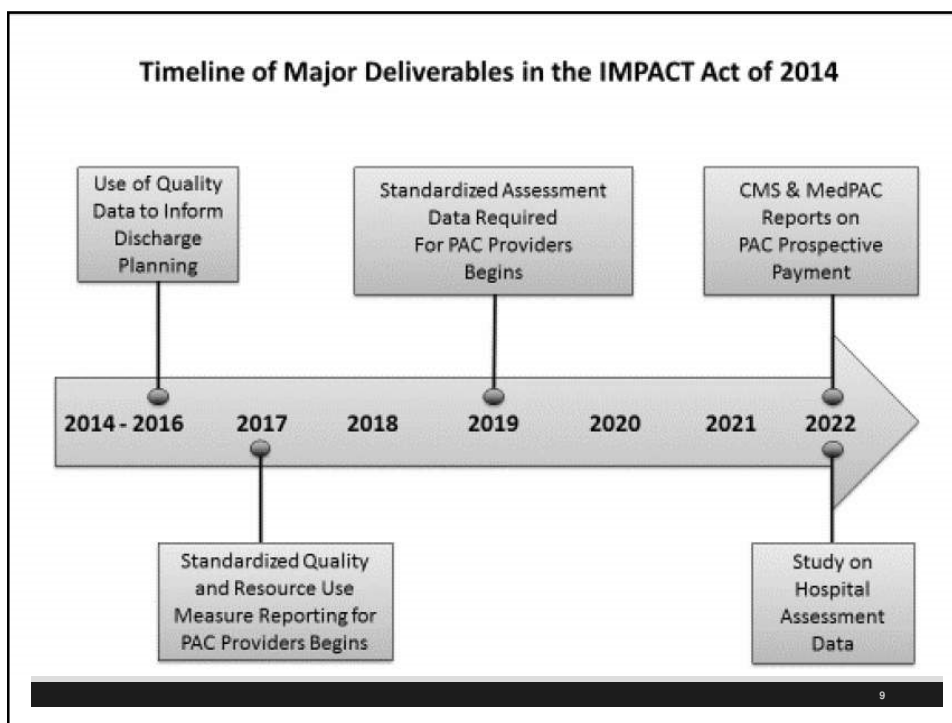 Timeline of Major Deliverables in the IMPACT Act of 2014
Use of Quality
Data to Inform
Discharge
Planning
Standardized Assessment
Data Required
For PAC Providers
Begins
CMS & MedPAC
Reports on
PAC Prospective
Payment
2014 - 2016 2017 2018 2019 2020 2021 2022
Standardized Quality
and Resource Use
Measure Reporting for
PAC Providers Begins
Study on
Hospital
Assessment
Data
9